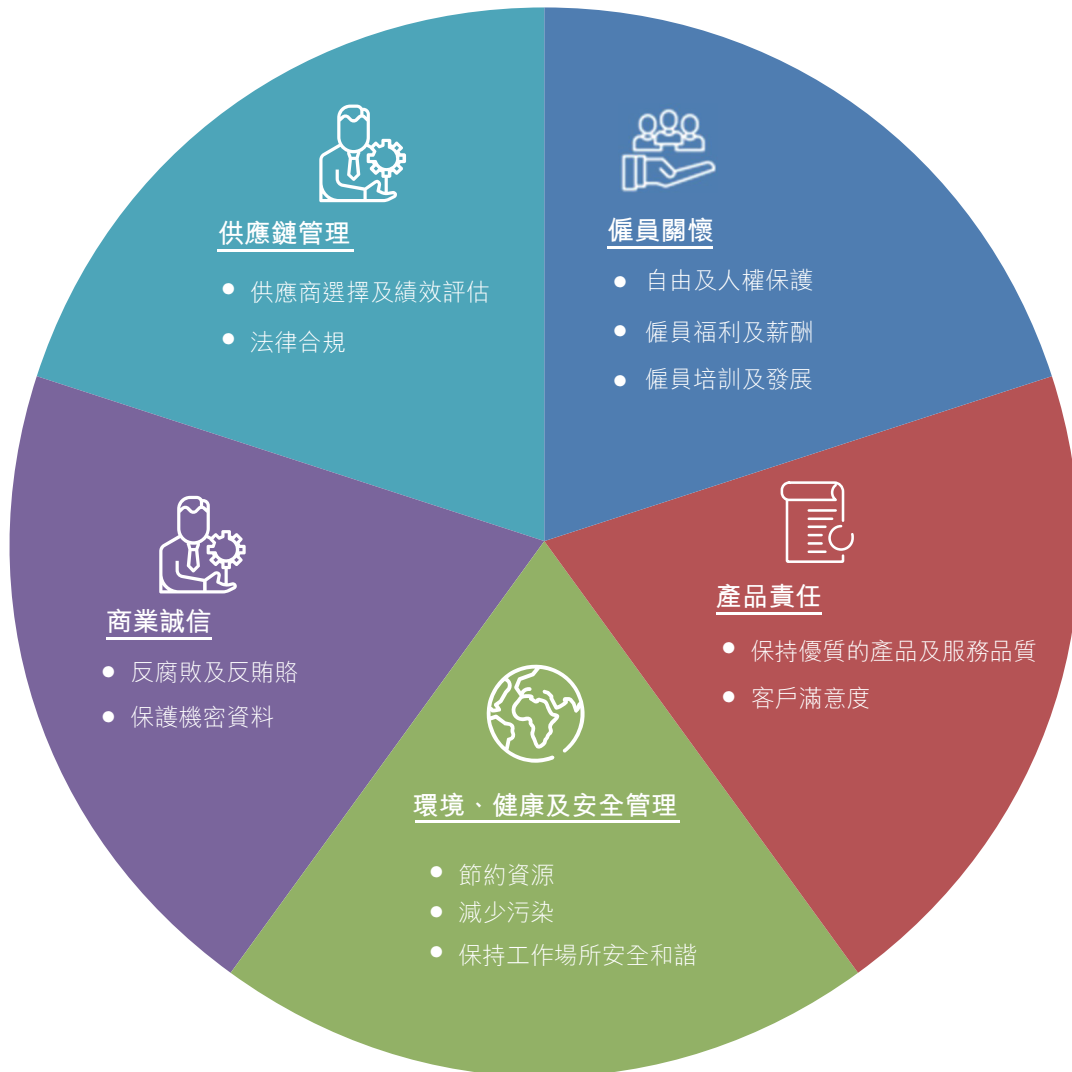 供應鏈管理
供應商選擇及績效評估
法律合規
僱員關懷
自由及人權保護
僱員福利及薪酬
僱員培訓及發展
商業誠信
反腐敗及反賄賂
保護機密資料
產品責任
保持優質的產品及服務品質
客戶滿意度
環境、健康及安全管理
節約資源
減少污染
保持工作場所安全和諧